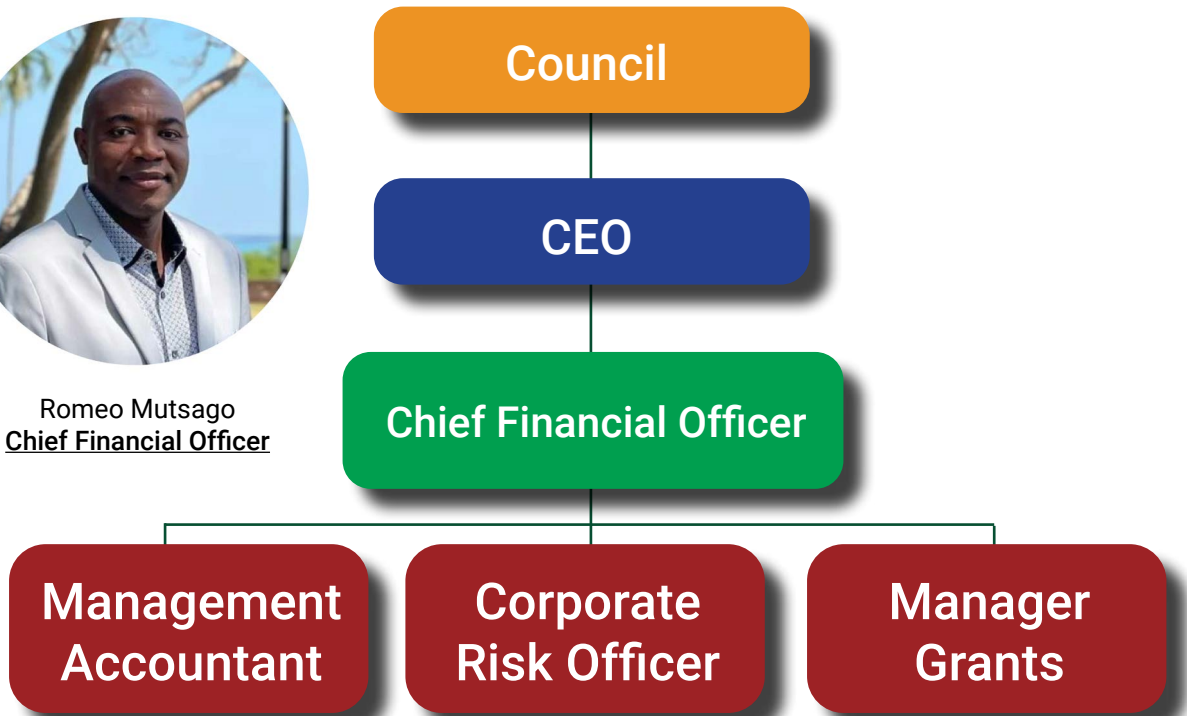 Council
CEO
Romeo Mutsago
Chief Financial Officer
Chief Financial Officer
Management
Accountant
Corporate
Risk Officer
Manager
Grants